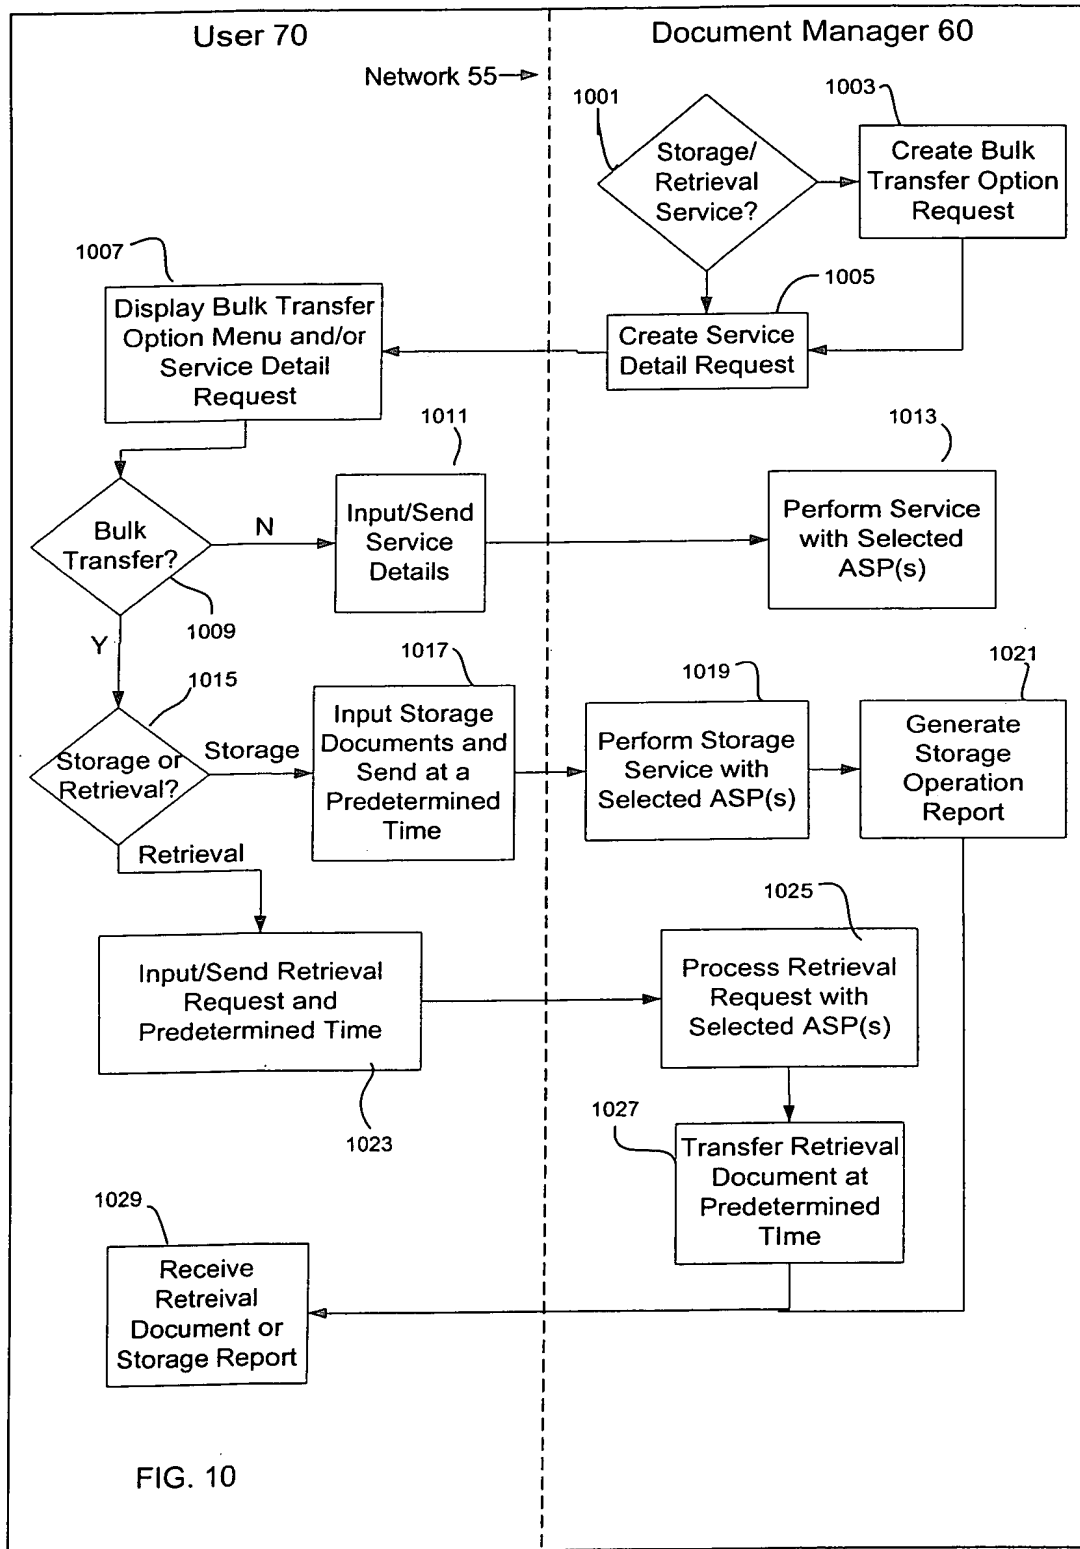 User 70
Document Manager 60
Network 55
1001
1003
Storage/
Retrieval
Service?
Create Bulk
Transfer Option
Request
1007
1005
Display Bulk Transfer
Option Menu and/or
Service Detail
Request
Create Service
Detail Request
1011
1013
Bulk
Transfer?
N
Input/Send
Service
Details
Perform Service
with Selected
ASP(s)
1009
Y
1015
1017
1019
1021
Storage or
Retrieval?
Storage
Input Storage
Documents and
Send at a
Predetermined
Time
Perform Storage
Service with
Selected ASP(s)
Generate
Storage
Operation
Report
Retrieval
1025
Input/Send Retrieval
Request and
Predetermined Time
Process Retrieval
Request with
Selected ASP(s)
1023
1027
Transfer Retrieval
Document at
Predetermined
TIme
1029
Receive
Retreival
Document or
Storage Report
FIG. 10